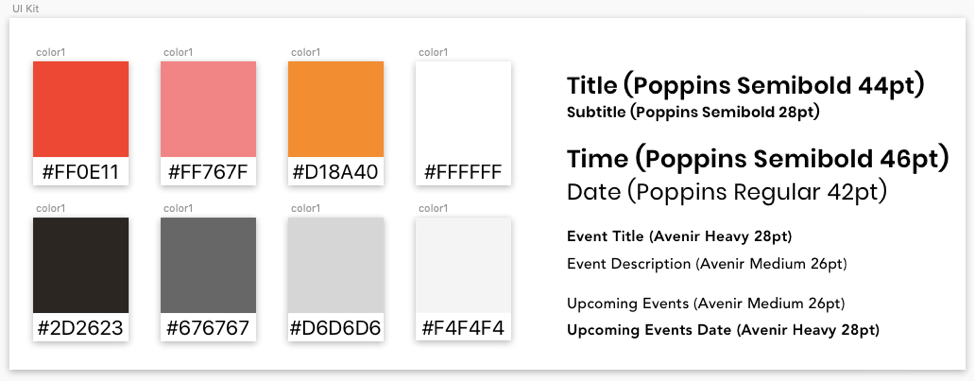 UI Kit
color1
color1
color1
color1
#FF0E11
#FF767F
#D18A40
#FFFFFF
color1
color1
color1
color1
#2D2623
#676767
#D6D6D6
#F4F4F4
Title (Poppins Semibold 44pt)
Subtitle (Poppins Semibold 28pt)
Time (Poppins Semibold 46pt)
Date (Poppins Regular 42pt)
Event Title (Avenir Heavy 28pt)
Event Description (Avenir Medium 26pt)
Upcoming Events (Avenir Medium 26pt)
Upcoming Events Date (Avenir Heavy 28pt)